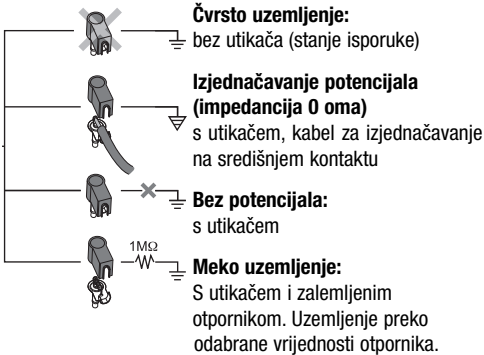 Čvrsto uzemljenje:
bez utikača (stanje isporuke)
Izjednačavanje potencijala
(impedancija 0 oma)
s utikačem, kabel za izjednačavanje
na središnjem kontaktu
Bez potencijala:
s utikačem
1MΩ
Meko uzemljenje:
S utikačem i zalemljenim
otpornikom. Uzemljenje preko
odabrane vrijednosti otpornika.